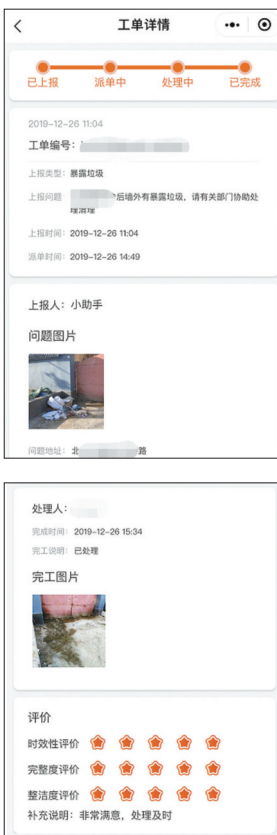 工单详情
已上报 派单中 处理中 已完成
2019-12-26 11:04
工单编号：
上报类型：暴露垃圾
上报问题 后墙外有暴露垃圾，请有关部门协助处
理清理
上报时间：2019-12-26 11:04
派单时间：2019-12-26 14:49
上报人：小助手
问题图片
问题地址：北 路
处理人：
完成时间：2019-12-26 15:34
完工说明：已处理
完工图片
评价
时效性评价
完整度评价
整洁度评价
补充说明：非常满意，处理及时